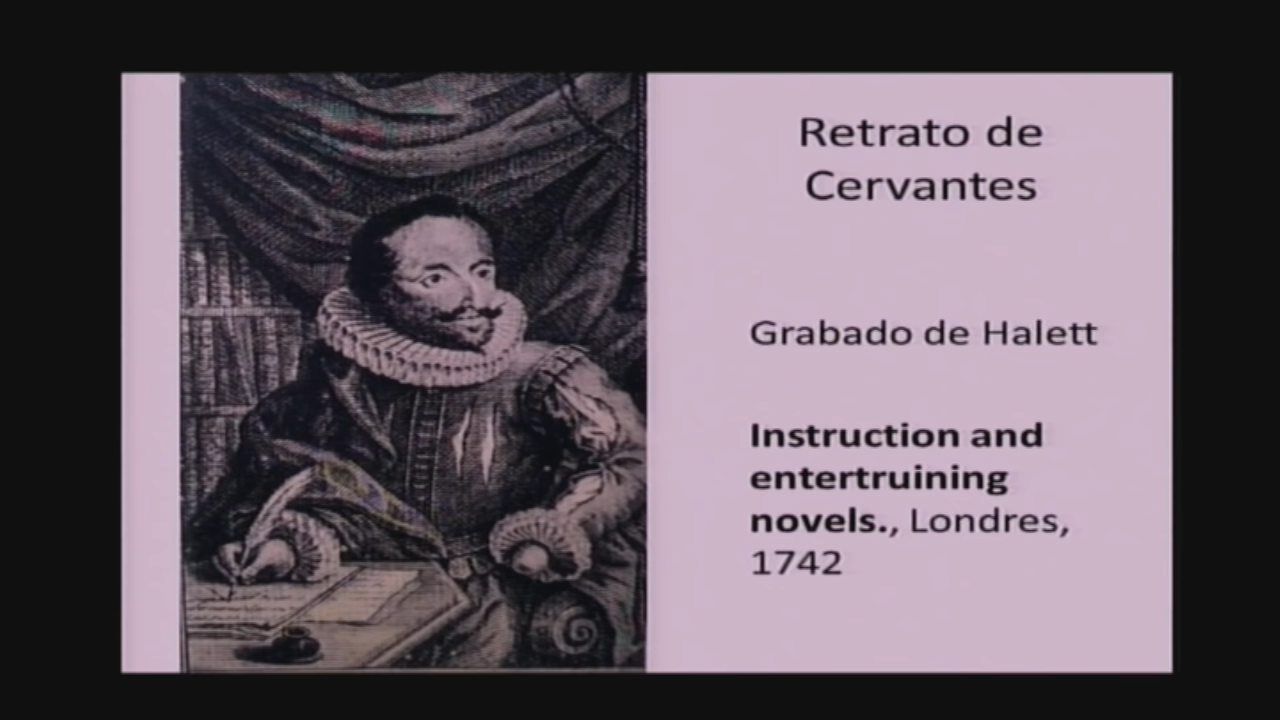 Retrato de
Cervantes
Grabado de Halett
Instruction and
entertruining
novels., Londres,
1742